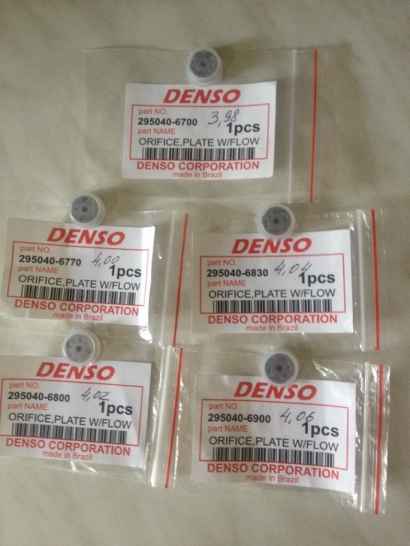 DENSO
part NO.
295040-6700 3,98
part NAME 1pcs
ORIFICE,PLATE W/FLOW
DENSO CORPORATION
made in Brazil
DENSO
part NO.
295040-6770 4,00
part NAME 1pcs
ORIFICE,PLATE W/FLOW
DENSO CORPORATION
made in Brazil
DENSO
part NO.
295040-6830 4,04
part NAME 1pcs
ORIFICE,PLATE W/FLOW
DENSO CORPORATION
made in Brazil
DENSO
part NO.
295040-6800 4,02
part NAME 1pcs
ORIFICE,PLATE W/FLOW
DENSO CORPORATION
made in Brazil
DENSO
part NO.
295040-6900 4,06
part NAME 1pcs
ORIFICE,PLATE W/FLOW
DENSO CORPORATION
made in Brazil